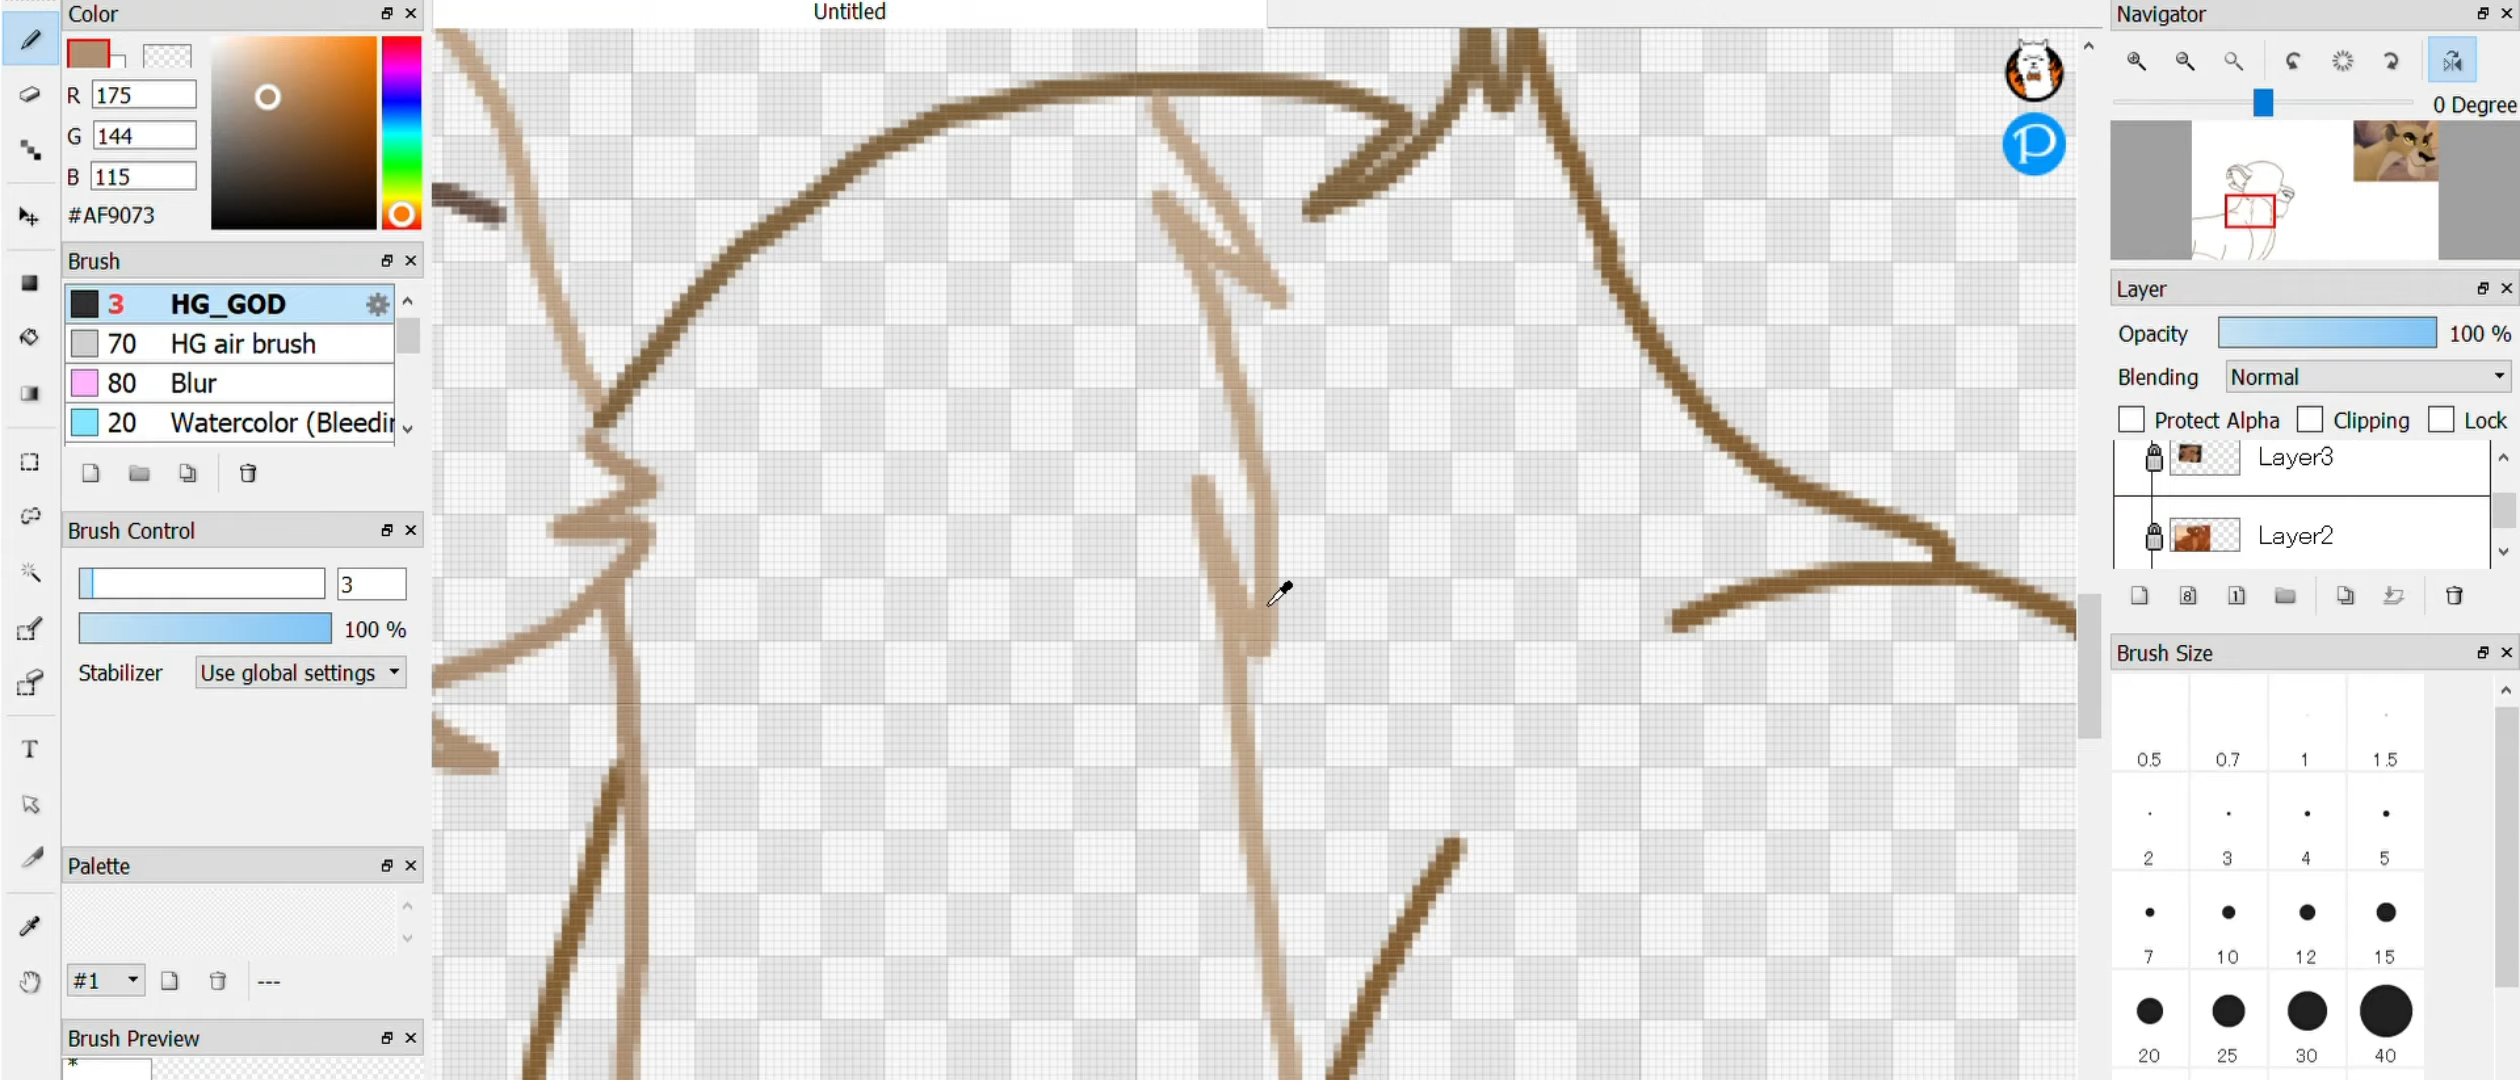 Color
Untitled
Navigator
R 175
G 144
B 115
#AF9073
0 Degree
Brush
3 HG_GOD
70 HG air brush
80 Blur
20 Watercolor (Bleedin
Layer
Opacity 100 %
Blending Normal
Protect Alpha Clipping Lock
Layer3
Layer2
8 1
Brush Control
3
100 %
Stabilizer Use global settings
Brush Size
0.5 0.7 1 1.5
2 3 4 5
7 10 12 15
20 25 30 40
T
Palette
#1 ---
Brush Preview
*
P